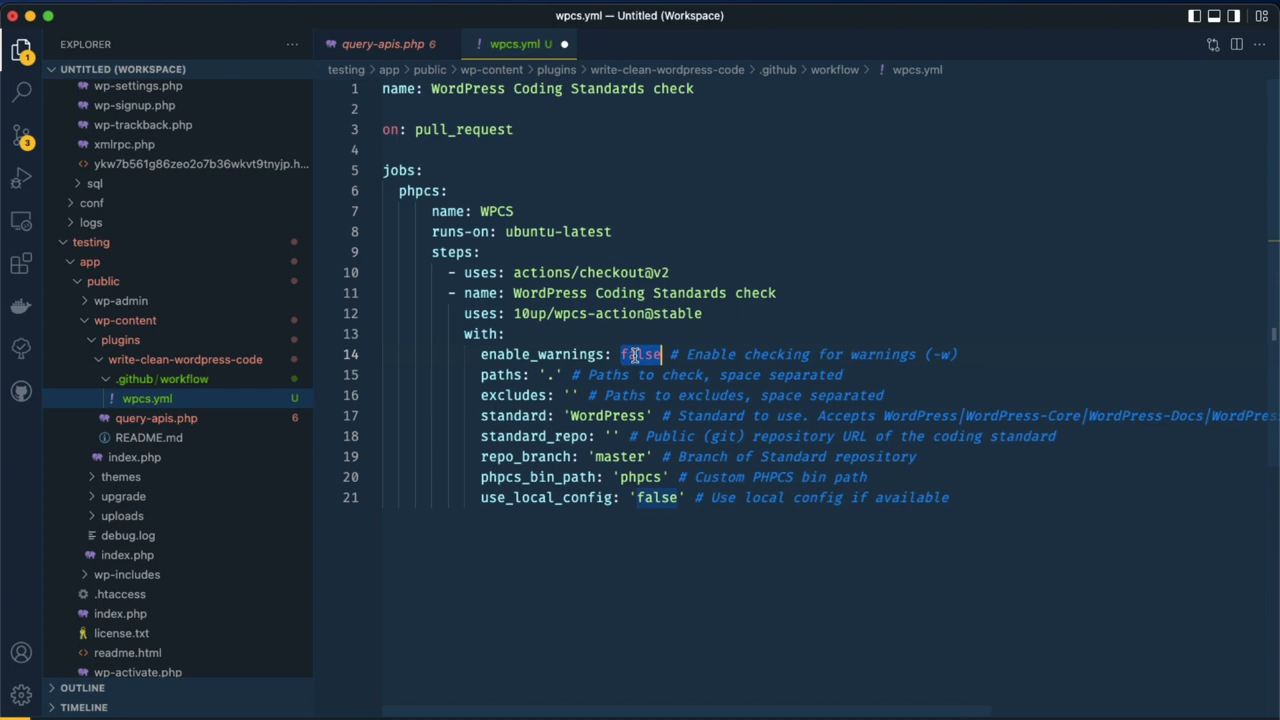 wpcs.yml — Untitled (Workspace)
EXPLORER
query-apis.php 6
wpcs.yml U
UNTITLED (WORKSPACE)
testing > app > public > wp-content > plugins > write-clean-wordpress-code > .github > workflow > wpcs.yml
wp-settings.php
wp-signup.php
wp-trackback.php
xmlrpc.php
ykw7b561g86zeo2o7b36wkvt9tnyjp.h...
sql
conf
logs
testing
app
public
wp-admin
wp-content
plugins
write-clean-wordpress-code
.github/workflow
wpcs.yml U
query-apis.php 6
README.md
index.php
themes
upgrade
uploads
debug.log
index.php
wp-includes
.htaccess
index.php
license.txt
readme.html
wp-activate.php
OUTLINE
TIMELINE
1
3
1 name: WordPress Coding Standards check
2
3 on: pull_request
4
5 jobs:
6 phpcs:
7 name: WPCS
8 runs-on: ubuntu-latest
9 steps:
10 - uses: actions/checkout@v2
11 - name: WordPress Coding Standards check
12 uses: 10up/wpcs-action@stable
13 with:
14 enable_warnings: false # Enable checking for warnings (-w)
15 paths: '.' # Paths to check, space separated
16 excludes: '' # Paths to excludes, space separated
17 standard: 'WordPress' # Standard to use. Accepts WordPress|WordPress-Core|WordPress-Docs|WordPres
18 standard_repo: '' # Public (git) repository URL of the coding standard
19 repo_branch: 'master' # Branch of Standard repository
20 phpcs_bin_path: 'phpcs' # Custom PHPCS bin path
21 use_local_config: 'false' # Use local config if available